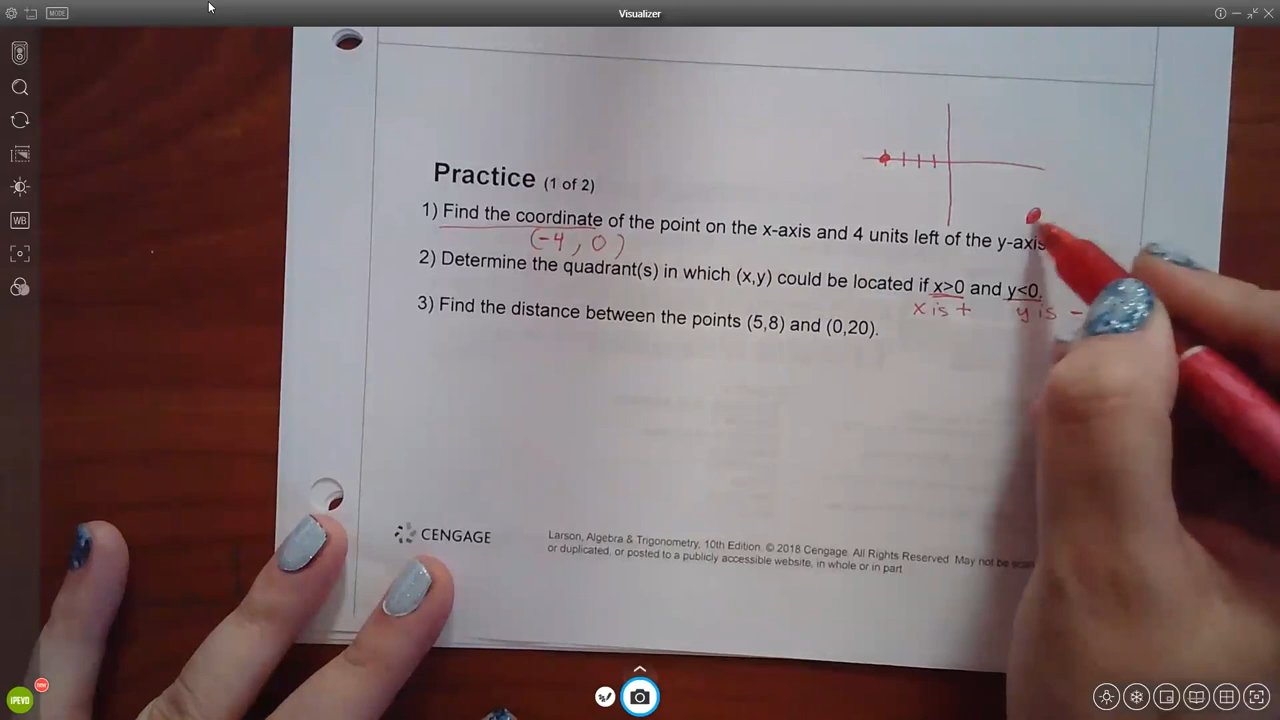 MODE
Visualizer
WB
Practice (1 of 2)
1) Find the coordinate of the point on the x-axis and 4 units left of the y-axis
(-4, 0)
2) Determine the quadrant(s) in which (x,y) could be located if x>0 and y<0.
x is + y is -
3) Find the distance between the points (5,8) and (0,20).
CENGAGE
Larson, Algebra & Trigonometry, 10th Edition. © 2018 Cengage. All Rights Reserved. May not be scan
or duplicated, or posted to a publicly accessible website, in whole or in part
IPEVO
new